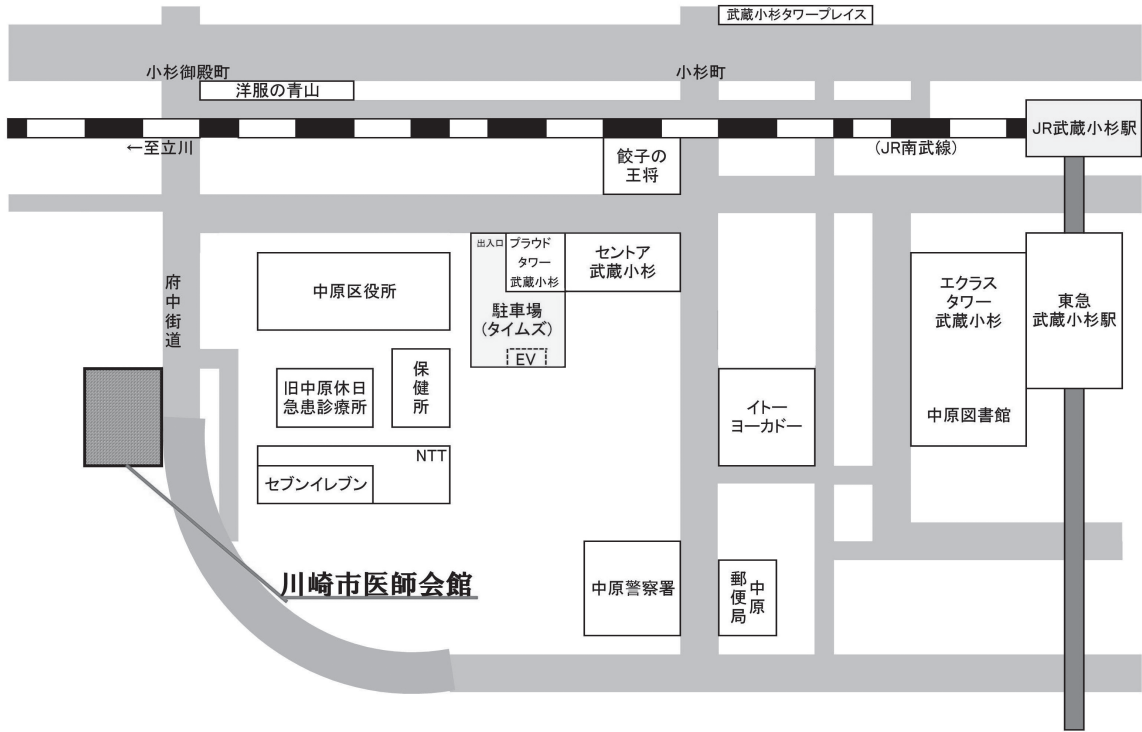 武蔵小杉タワープレイス
小杉御殿町
小杉町
洋服の青山
JR武蔵小杉駅
←至立川
(JR南武線)
餃子の
王将
出入口
プラウド
タワー
武蔵小杉
セントア
武蔵小杉
中原区役所
府中街道
駐車場
(タイムズ)
EV
エクラス
タワー
武蔵小杉
東急
武蔵小杉駅
旧中原休日
急患診療所
保健所
イトー
ヨーカドー
中原図書館
NTT
セブンイレブン
川崎市医師会館
中原警察署
中原
郵便局